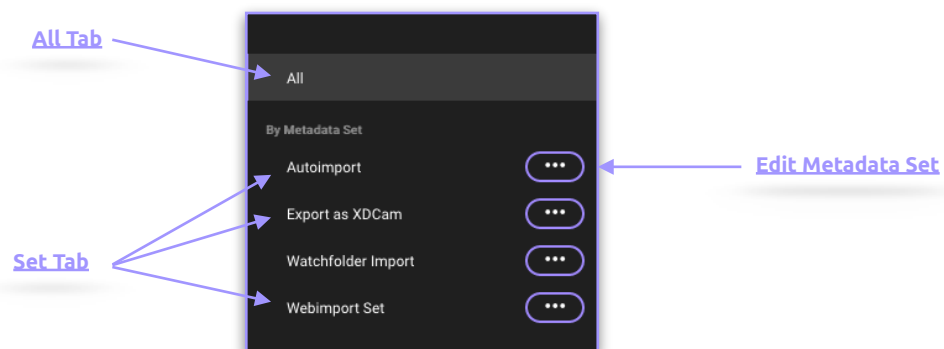 All Tab
All
By Metadata Set
Autoimport
•••
Edit Metadata Set
Export as XDCam
•••
Set Tab
Watchfolder Import
•••
Webimport Set
•••